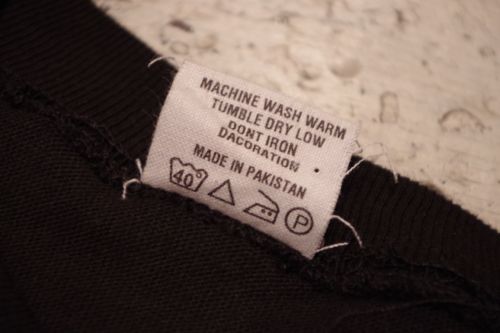 MACHINE WASH WARM
TUMBLE DRY LOW
DONT IRON
DACORATION
MADE IN PAKISTAN
40° P